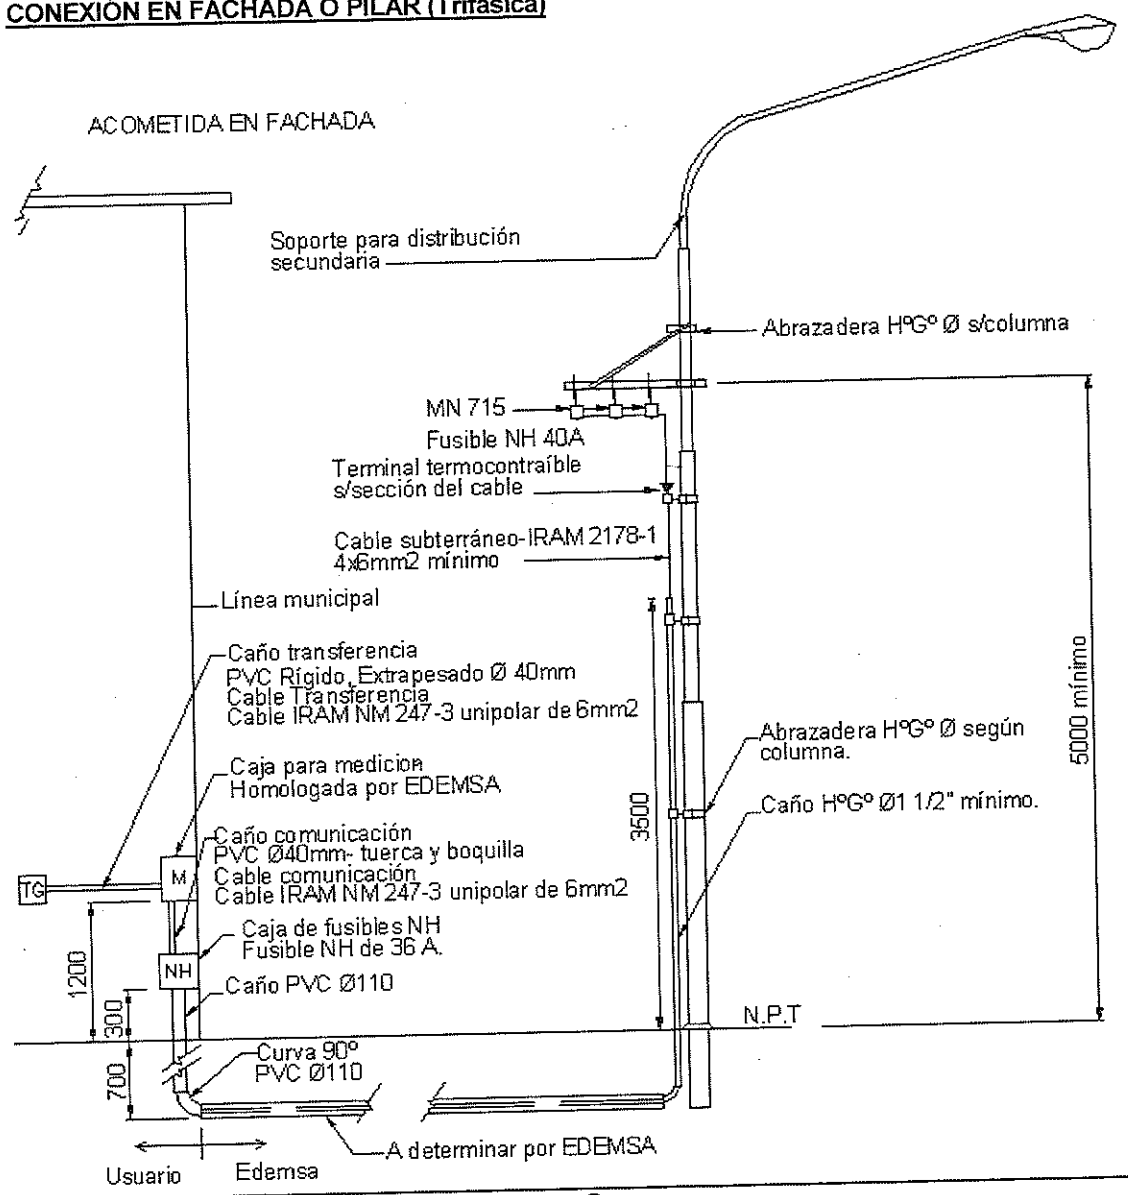 CONEXIÓN EN FACHADA O PILAR (Trifásica)
ACOMETIDA EN FACHADA
Soporte para distribución
secundaria
Abrazadera HºGº Ø s/columna
MN 715
Fusible NH 40A
Terminal termocontraíble
s/sección del cable
Cable subterráneo-IRAM 2178-1
4x6mm2 mínimo
Línea municipal
Caño transferencia
PVC Rígido, Extrapesado Ø 40mm
Cable Transferencia
Cable IRAM NM 247-3 unipolar de 6mm2
5000 mínimo
Abrazadera HºGº Ø según
columna.
Caja para medicion
Homologada por EDEMSA
3500
Caño HºGº Ø1 1/2" mínimo.
Caño comunicación
PVC Ø40mm- tuerca y boquilla
Cable comunicación
Cable IRAM NM 247-3 unipolar de 6mm2
TG
M
Caja de fusibles NH
Fusible NH de 36 A.
NH
1200
300
Caño PVC Ø110
N.P.T
700
Curva 90º
PVC Ø110
A determinar por EDEMSA
Usuario
Edemsa